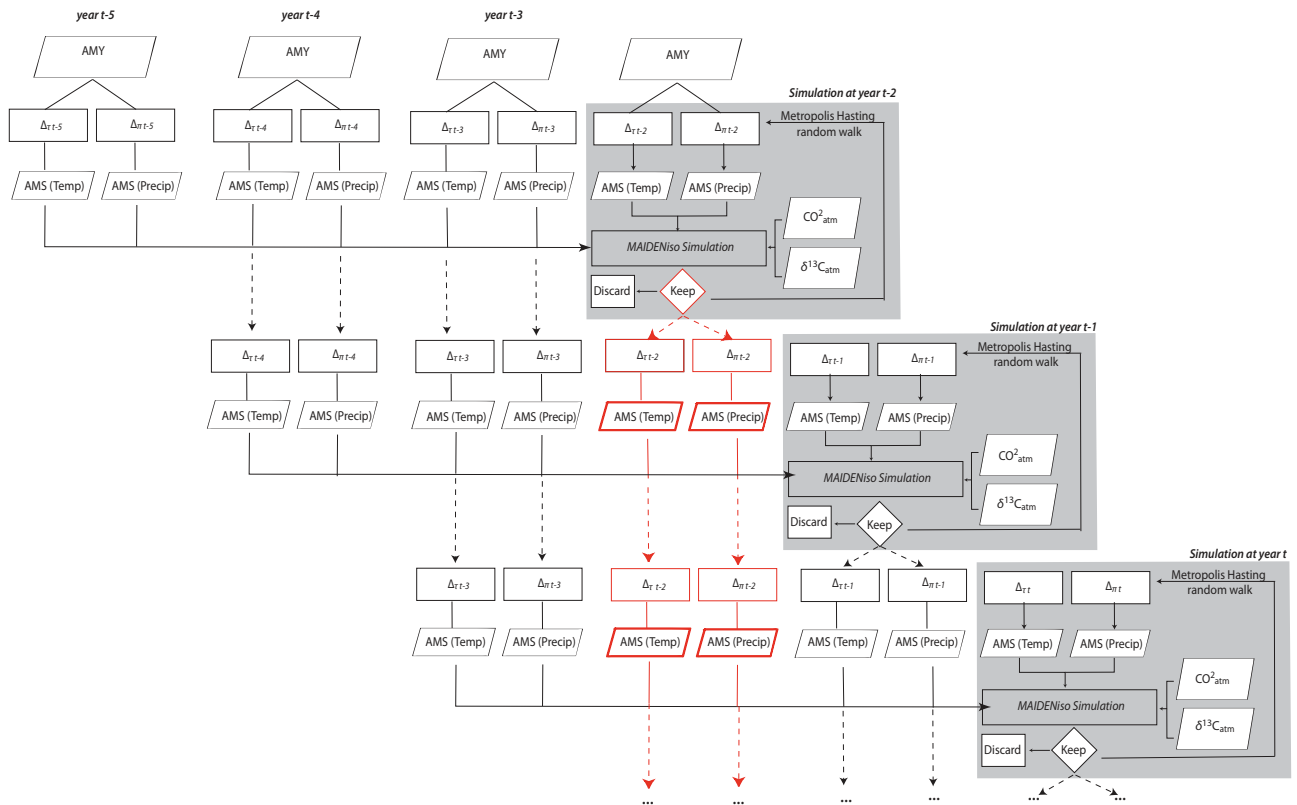 year t-5 year t-4 year t-3
AMY AMY AMY AMY
Simulation at year t-2
Δτ t-5 Δπ t-5 Δτ t-4 Δπ t-4 Δτ t-3 Δπ t-3 Δτ t-2 Δπ t-2 Metropolis Hasting
random walk
AMS (Temp) AMS (Precip) AMS (Temp) AMS (Precip) AMS (Temp) AMS (Precip) AMS (Temp) AMS (Precip)
CO²atm
MAIDENiso Simulation
δ¹³Catm
Discard Keep
Simulation at year t-1
Δτ t-4 Δπ t-4 Δτ t-3 Δπ t-3 Δτ t-2 Δπ t-2 Δτ t-1 Δπ t-1 Metropolis Hasting
random walk
AMS (Temp) AMS (Precip) AMS (Temp) AMS (Precip) AMS (Temp) AMS (Precip) AMS (Temp) AMS (Precip)
CO²atm
MAIDENiso Simulation
δ¹³Catm
Discard Keep
Simulation at year t
Δτ t-3 Δπ t-3 Δτ t-2 Δπ t-2 Δτ t-1 Δπ t-1 Δτ t Δπ t Metropolis Hasting
random walk
AMS (Temp) AMS (Precip) AMS (Temp) AMS (Precip) AMS (Temp) AMS (Precip) AMS (Temp) AMS (Precip)
CO²atm
MAIDENiso Simulation
δ¹³Catm
Discard Keep
... ... ... ... ... ...